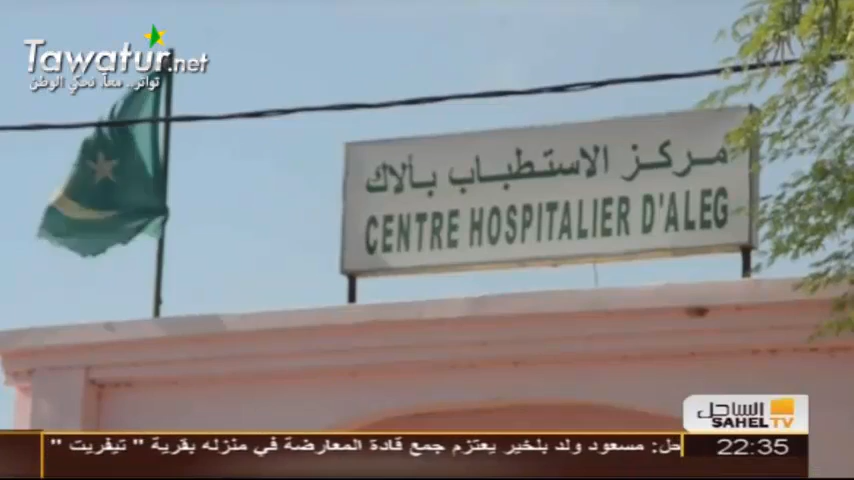 Tawatur.net
تواتر.. معاً، نحكي الوطن
مركز الاستطباب بألاك
CENTRE HOSPITALIER D'ALEG
الساحل
SAHEL TV
22:35
حل: مسعود ولد بلخير يعتزم جمع قادة المعارضة في منزله بقرية " تيفريت "